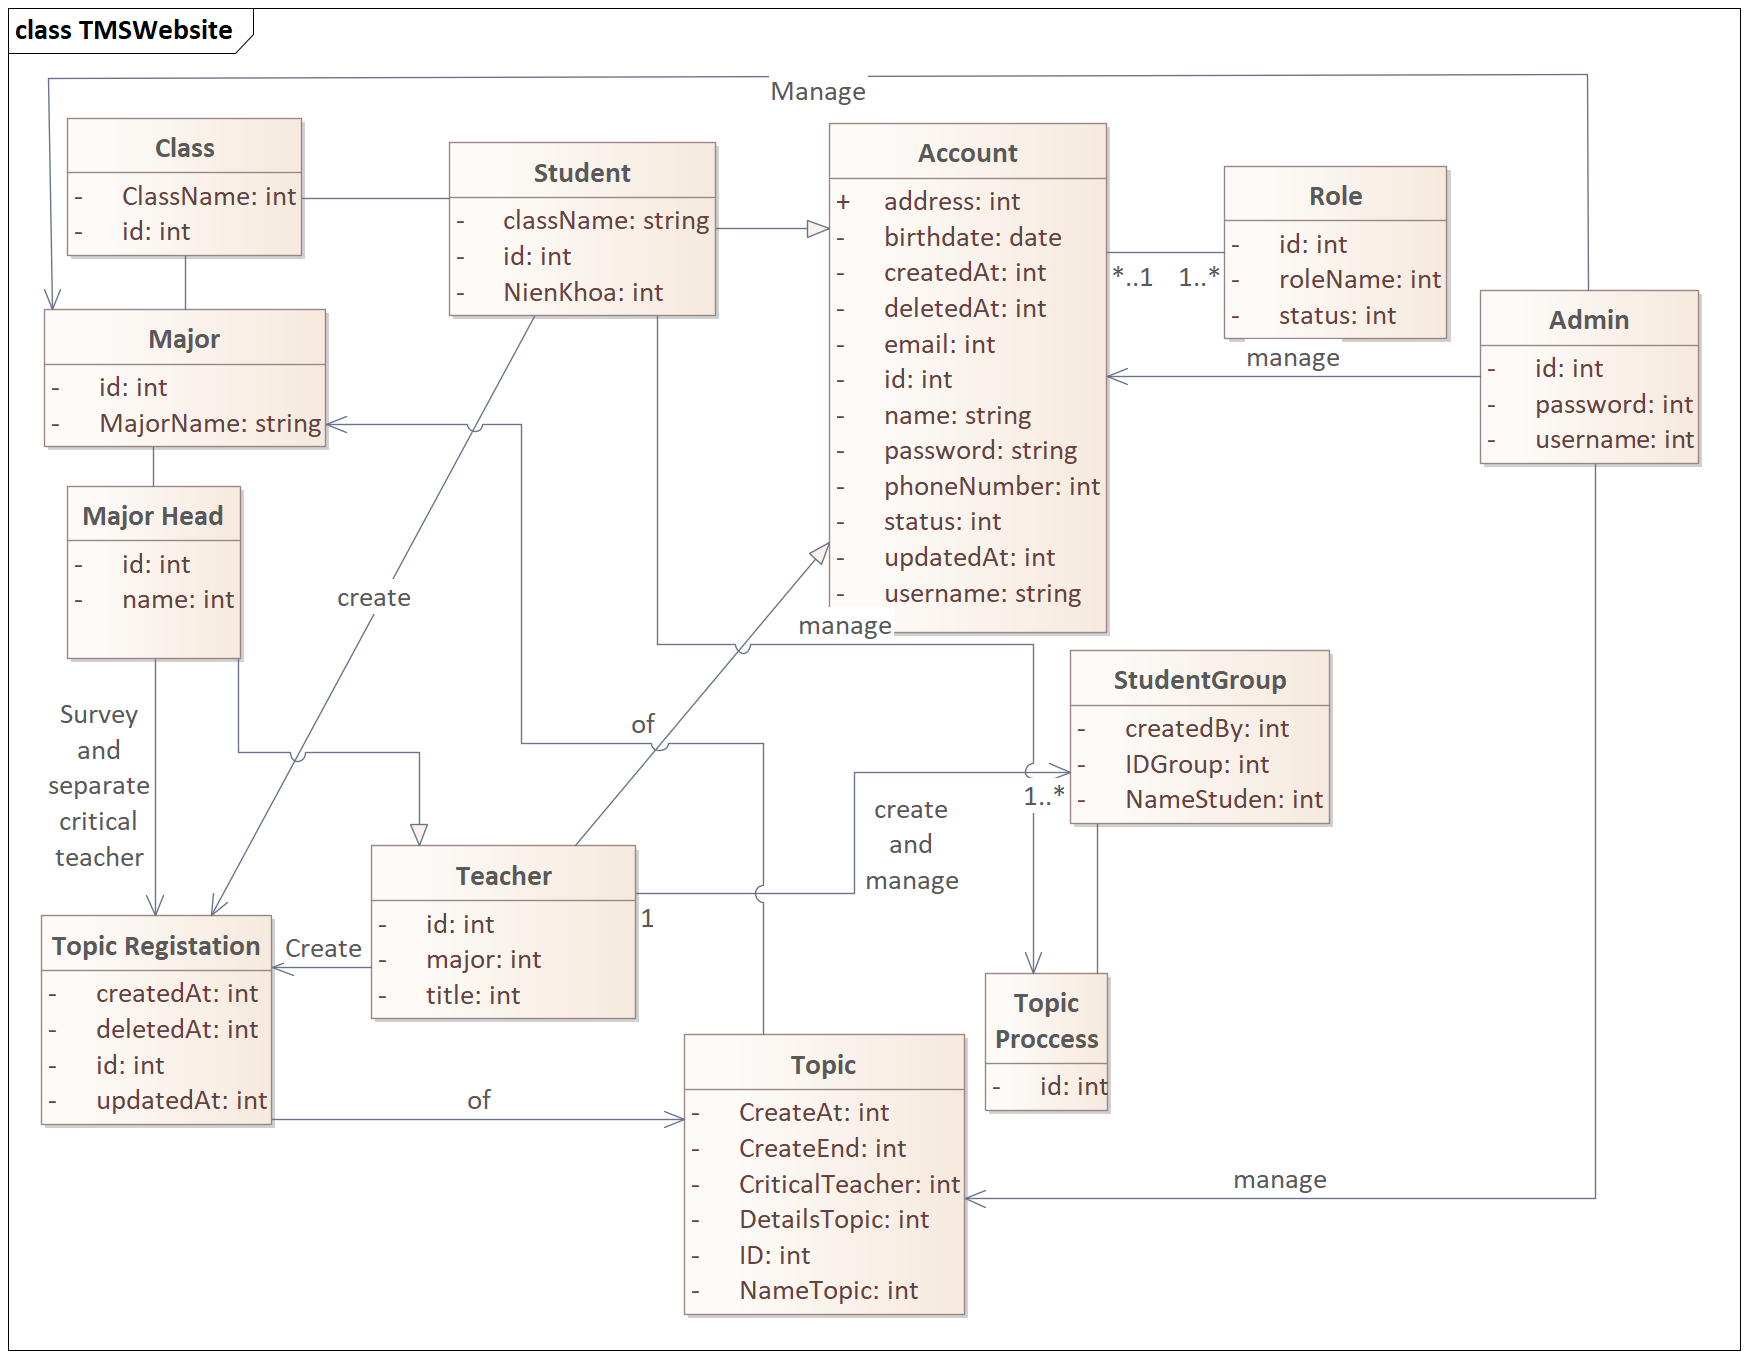 class TMSWebsite
Manage
Class
- ClassName: int
- id: int
Student
- className: string
- id: int
- NienKhoa: int
Account
+ address: int
- birthdate: date
- createdAt: int
- deletedAt: int
- email: int
- id: int
- name: string
- password: string
- phoneNumber: int
- status: int
- updatedAt: int
- username: string
Role
- id: int
- roleName: int
- status: int
*..1
1..*
Admin
- id: int
- password: int
- username: int
manage
Major
- id: int
- MajorName: string
Major Head
- id: int
- name: int
create
manage
StudentGroup
- createdBy: int
- IDGroup: int
- NameStuden: int
Survey
and
separate
critical
teacher
of
1..*
create
and
manage
Teacher
- id: int
- major: int
- title: int
1
Create
Topic Registation
- createdAt: int
- deletedAt: int
- id: int
- updatedAt: int
of
Topic
Proccess
- id: int
Topic
- CreateAt: int
- CreateEnd: int
- CriticalTeacher: int
- DetailsTopic: int
- ID: int
- NameTopic: int
manage